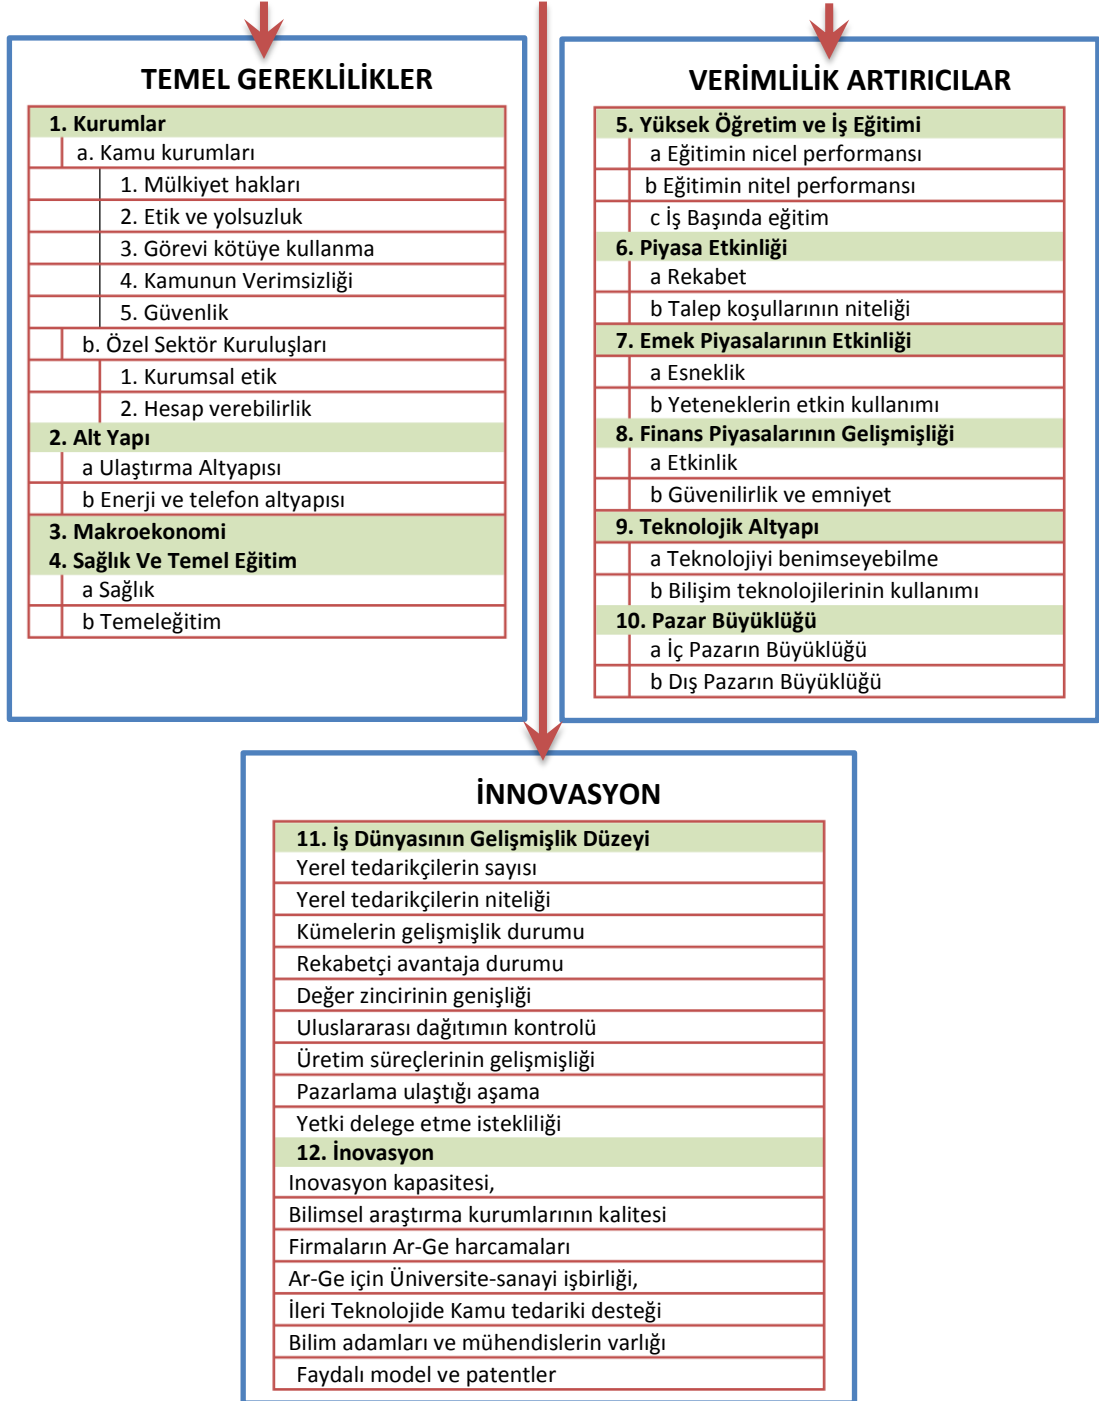 TEMEL GEREKLİLİKLER
1. Kurumlar
a. Kamu kurumları
1. Mülkiyet hakları
2. Etik ve yolsuzluk
3. Görevi kötüye kullanma
4. Kamunun Verimsizliği
5. Güvenlik
b. Özel Sektör Kuruluşları
1. Kurumsal etik
2. Hesap verebilirlik
2. Alt Yapı
a Ulaştırma Altyapısı
b Enerji ve telefon altyapısı
3. Makroekonomi
4. Sağlık Ve Temel Eğitim
a Sağlık
b Temeleğitim
VERİMLİLİK ARTIRICILAR
5. Yüksek Öğretim ve İş Eğitimi
a Eğitimin nicel performansı
b Eğitimin nitel performansı
c İş Başında eğitim
6. Piyasa Etkinliği
a Rekabet
b Talep koşullarının niteliği
7. Emek Piyasalarının Etkinliği
a Esneklik
b Yeteneklerin etkin kullanımı
8. Finans Piyasalarının Gelişmişliği
a Etkinlik
b Güvenilirlik ve emniyet
9. Teknolojik Altyapı
a Teknolojiyi benimseyebilme
b Bilişim teknolojilerinin kullanımı
10. Pazar Büyüklüğü
a İç Pazarın Büyüklüğü
b Dış Pazarın Büyüklüğü
İNNOVASYON
11. İş Dünyasının Gelişmişlik Düzeyi
Yerel tedarikçilerin sayısı
Yerel tedarikçilerin niteliği
Kümelerin gelişmişlik durumu
Rekabetçi avantaja durumu
Değer zincirinin genişliği
Uluslararası dağıtımın kontrolü
Üretim süreçlerinin gelişmişliği
Pazarlama ulaştığı aşama
Yetki delege etme istekliliği
12. İnovasyon
Inovasyon kapasitesi,
Bilimsel araştırma kurumlarının kalitesi
Firmaların Ar-Ge harcamaları
Ar-Ge için Üniversite-sanayi işbirliği,
İleri Teknolojide Kamu tedariki desteği
Bilim adamları ve mühendislerin varlığı
Faydalı model ve patentler